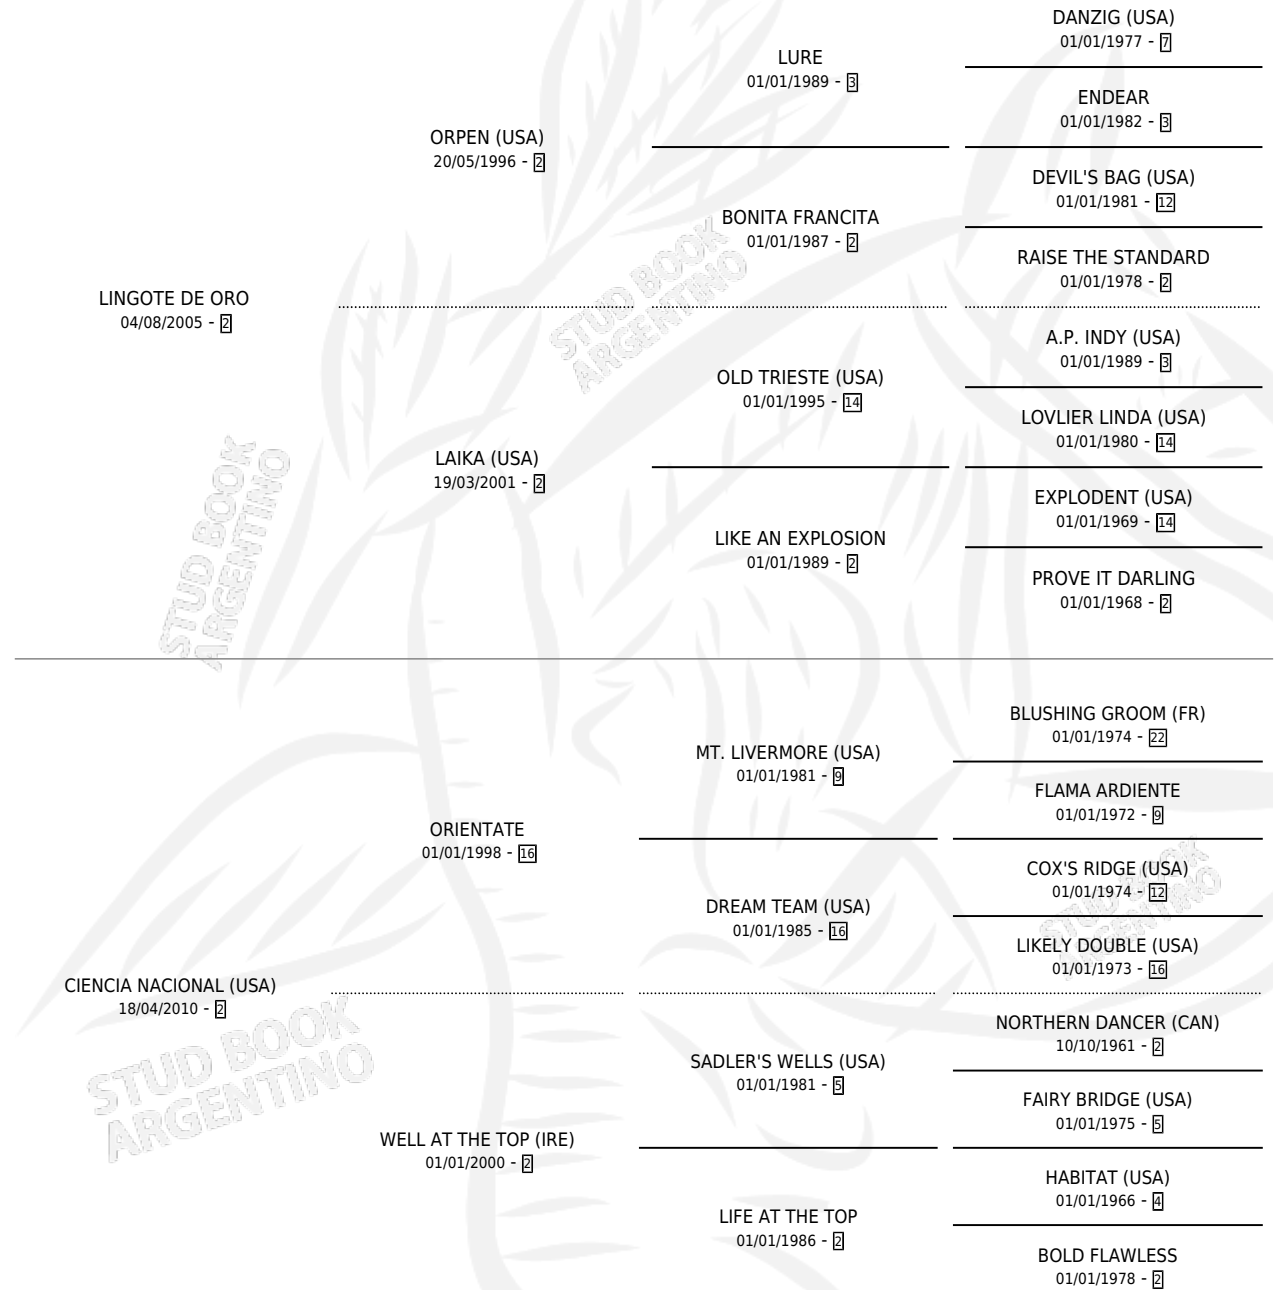 LINGOTE DE ORO
04/08/2005 - 2
ORPEN (USA)
20/05/1996 - 2
LAIKA (USA)
19/03/2001 - 2
LURE
01/01/1989 - 3
BONITA FRANCITA
01/01/1987 - 2
OLD TRIESTE (USA)
01/01/1995 - 14
LIKE AN EXPLOSION
01/01/1989 - 2
DANZIG (USA)
01/01/1977 - 7
ENDEAR
01/01/1982 - 3
DEVIL'S BAG (USA)
01/01/1981 - 12
RAISE THE STANDARD
01/01/1978 - 2
A.P. INDY (USA)
01/01/1989 - 3
LOVLIER LINDA (USA)
01/01/1980 - 14
EXPLODENT (USA)
01/01/1969 - 14
PROVE IT DARLING
01/01/1968 - 2
CIENCIA NACIONAL (USA)
18/04/2010 - 2
ORIENTATE
01/01/1998 - 16
WELL AT THE TOP (IRE)
01/01/2000 - 2
MT. LIVERMORE (USA)
01/01/1981 - 9
DREAM TEAM (USA)
01/01/1985 - 16
SADLER'S WELLS (USA)
01/01/1981 - 5
LIFE AT THE TOP
01/01/1986 - 2
BLUSHING GROOM (FR)
01/01/1974 - 22
FLAMA ARDIENTE
01/01/1972 - 9
COX'S RIDGE (USA)
01/01/1974 - 12
LIKELY DOUBLE (USA)
01/01/1973 - 16
NORTHERN DANCER (CAN)
10/10/1961 - 2
FAIRY BRIDGE (USA)
01/01/1975 - 5
HABITAT (USA)
01/01/1966 - 4
BOLD FLAWLESS
01/01/1978 - 2
STUD BOOK
ARGENTINO
STUD BOOK
ARGENTINO
STUD BOOK
ARGENTINO
STUD BOOK
ARGENTINO